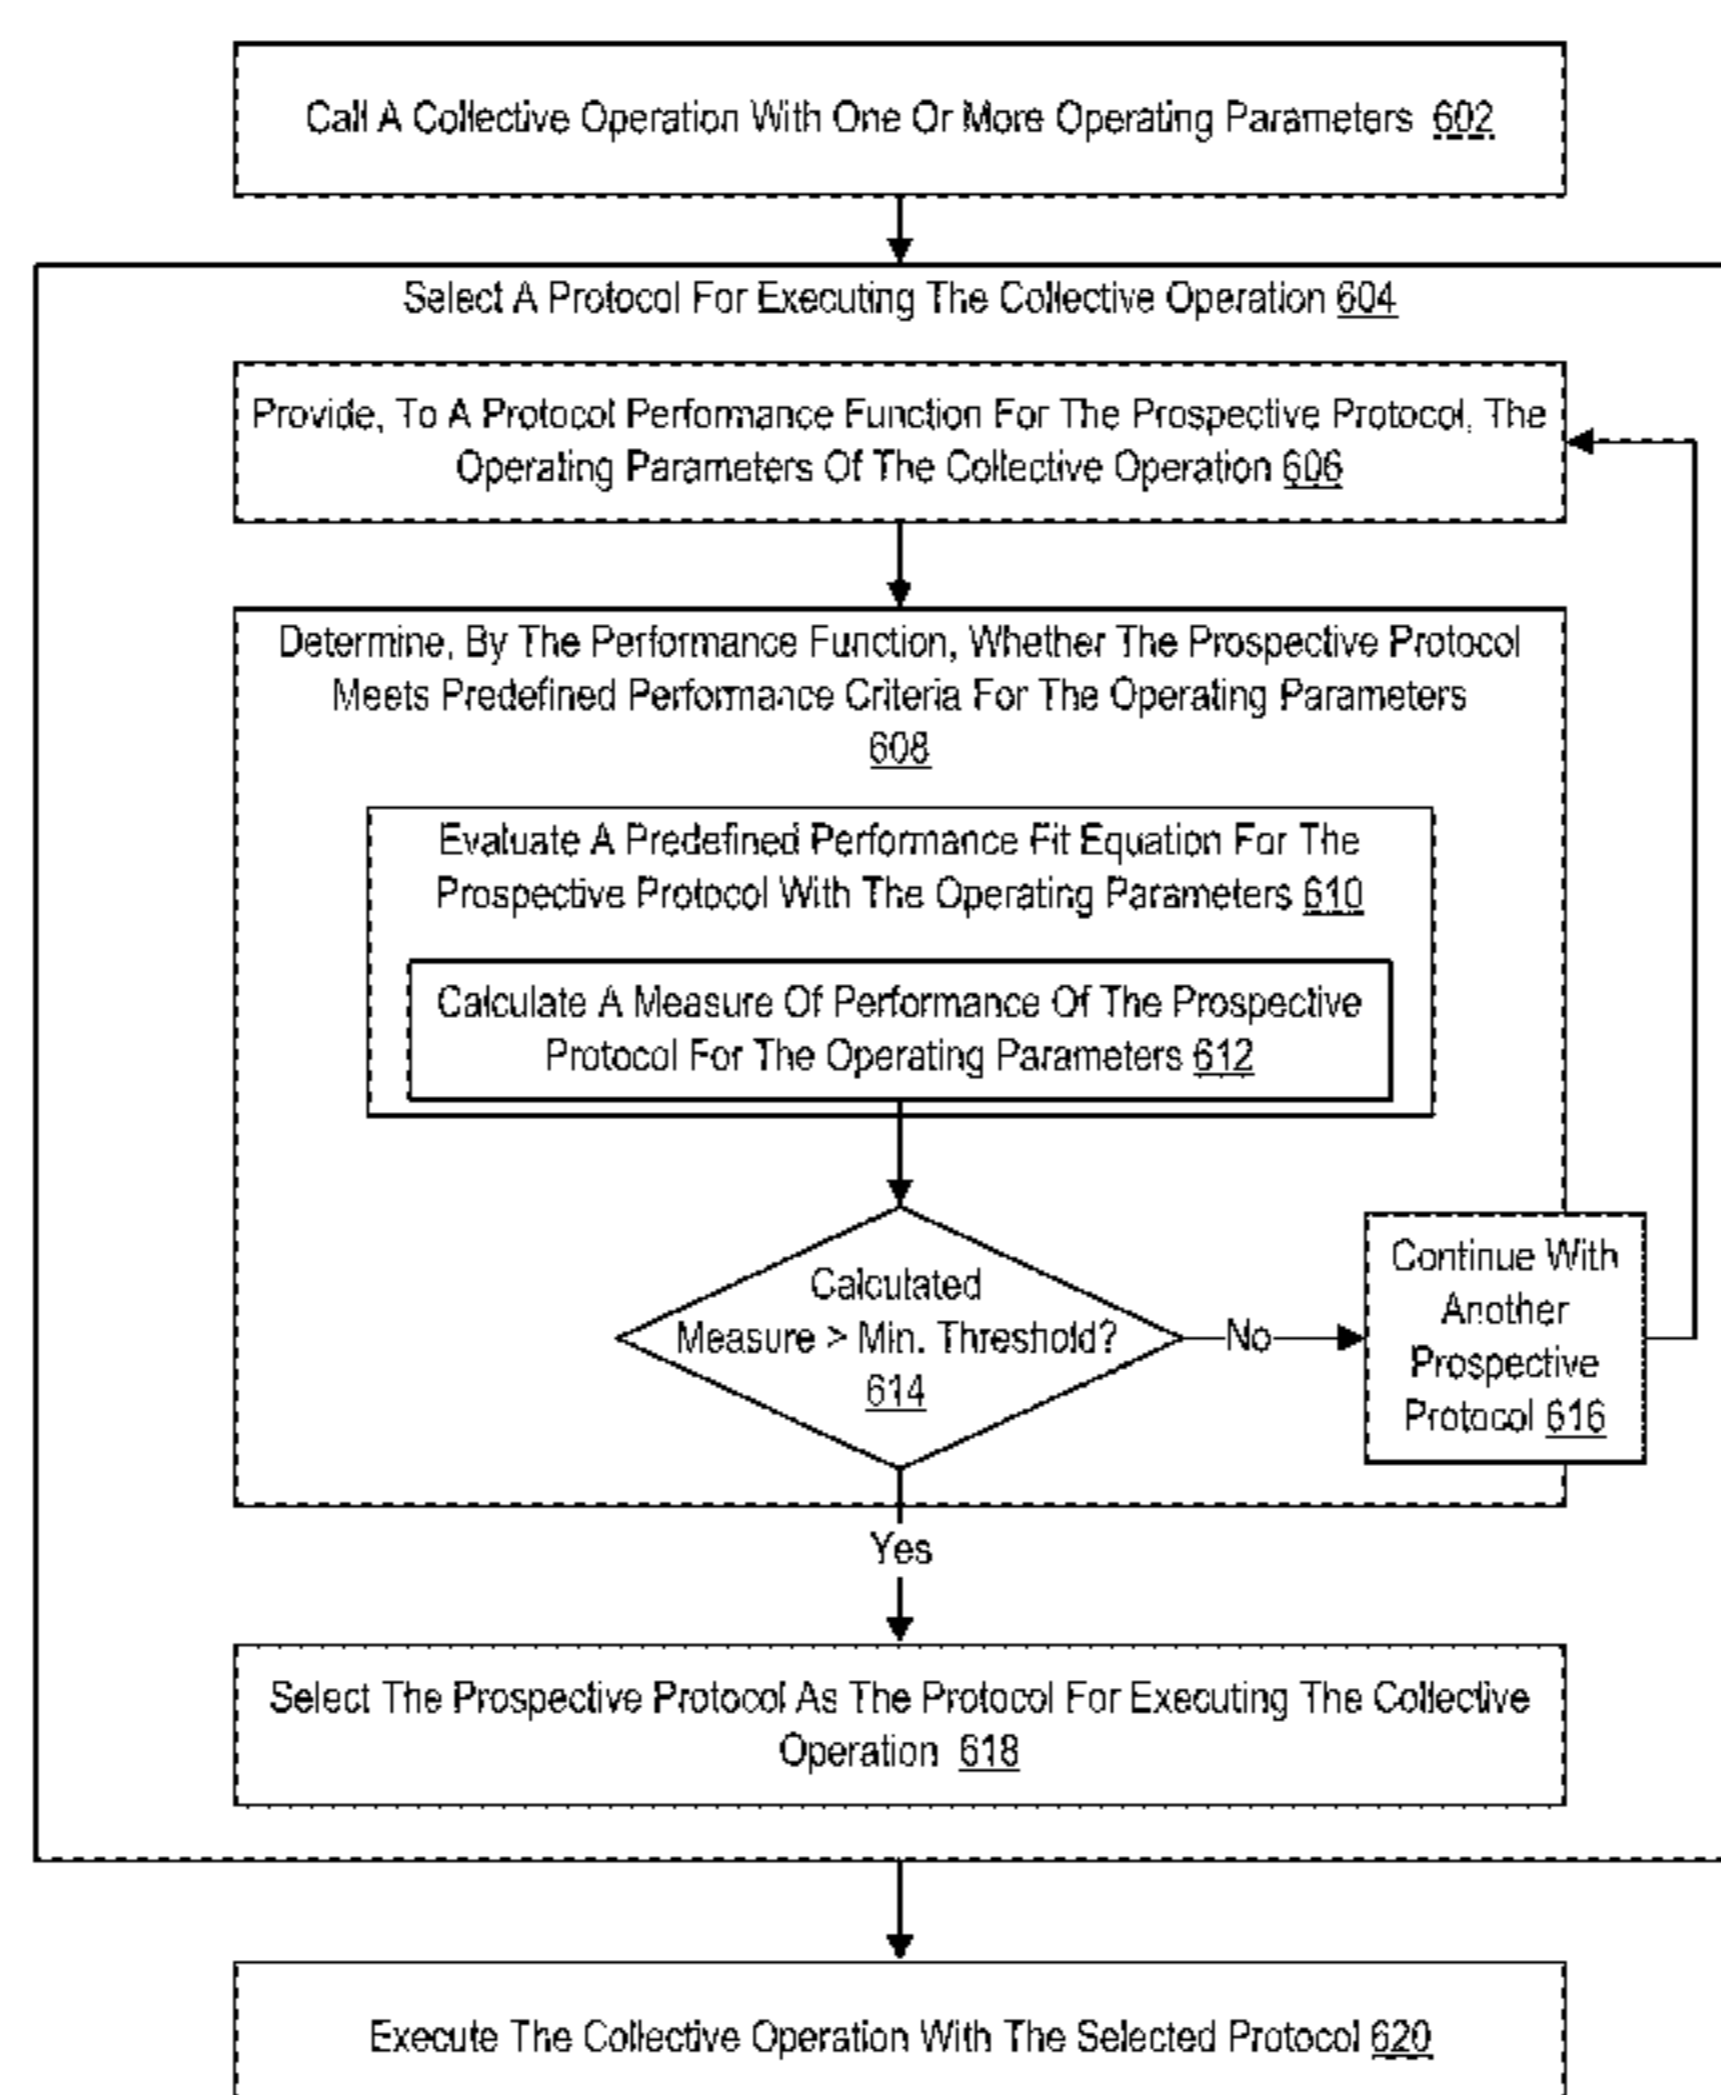 Call A Collective Operation With One Or More Operating Parameters 602
Select A Protocol For Executing The Collective Operation 604
Provide, To A Protocol Performance Function For The Prospective Protocol, The
Operating Parameters Of The Collective Operation 606
Determine, By The Performance Function, Whether The Prospective Protocol
Meets Predefined Performance Criteria For The Operating Parameters
608
Evaluate A Predefined Performance Fit Equation For The
Prospective Protocol With The Operating Parameters 610
Calculate A Measure Of Performance Of The Prospective
Protocol For The Operating Parameters 612
Calculated
Measure > Min. Threshold?
614
No
Continue With
Another
Prospective
Protocol 616
Yes
Select The Prospective Protocol As The Protocol For Executing The Collective
Operation 618
Execute The Collective Operation With The Selected Protocol 620